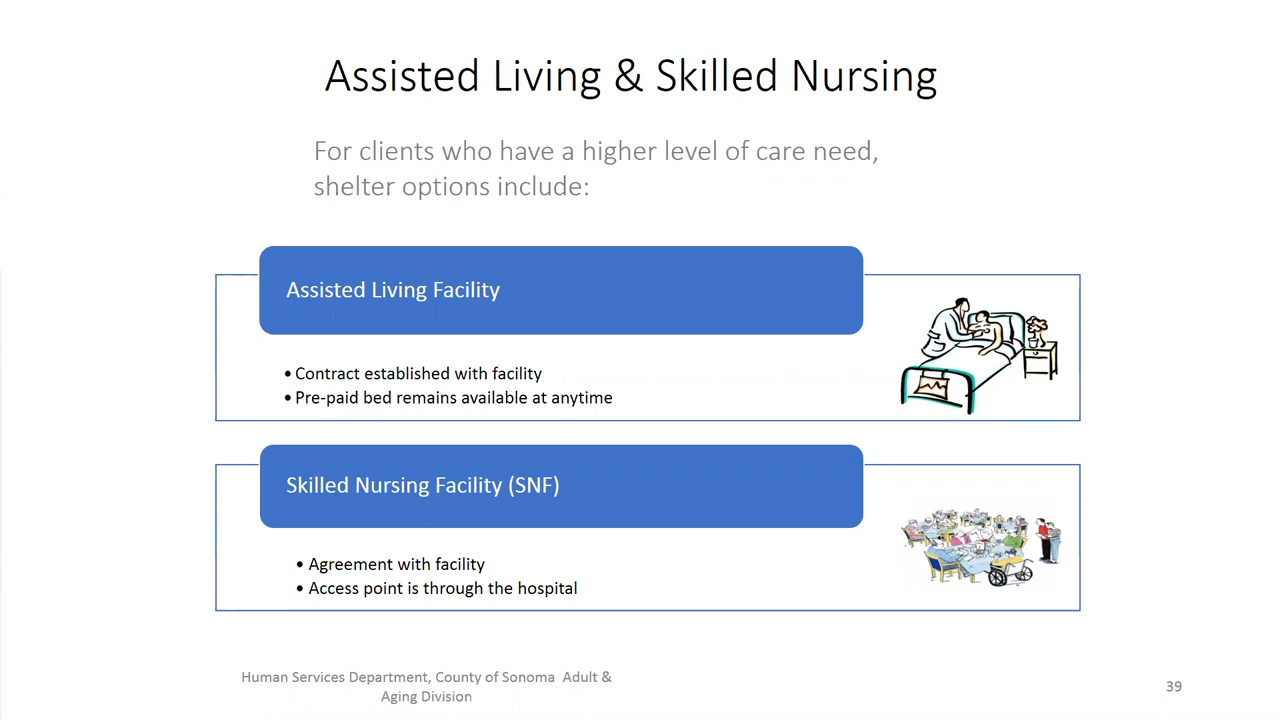 Assisted Living & Skilled Nursing
For clients who have a higher level of care need,
shelter options include:
Assisted Living Facility
• Contract established with facility
• Pre-paid bed remains available at anytime
Skilled Nursing Facility (SNF)
• Agreement with facility
• Access point is through the hospital
Human Services Department, County of Sonoma Adult &
Aging Division
39